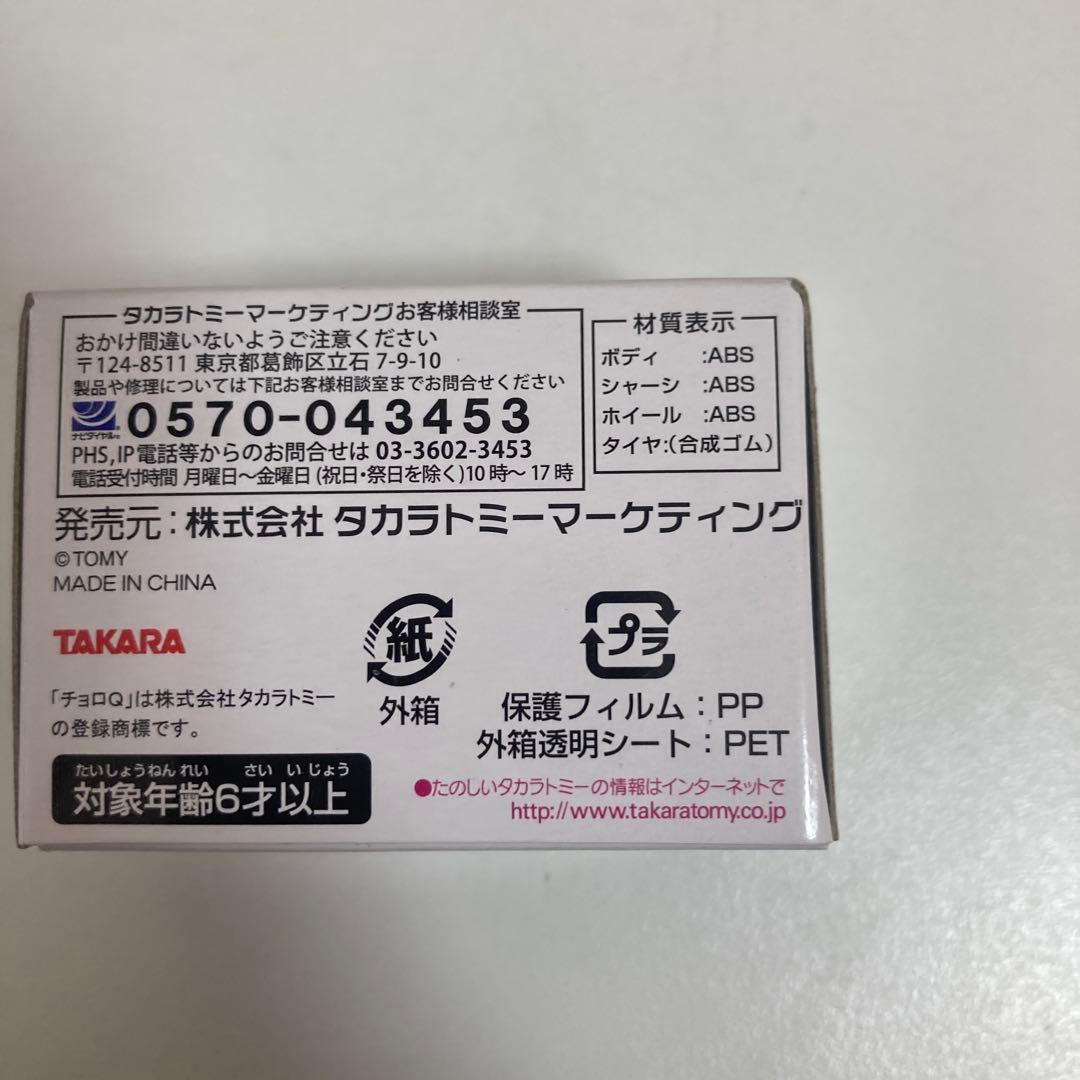 タカラトミーマーケティングお客様相談室
おかけ間違いないようご注意ください
〒124-8511 東京都葛飾区立石 7-9-10
製品や修理については下記お客様相談室までお問合せください
ナビダイヤル®
0570-043453
PHS,IP電話等からのお問合せは 03-3602-3453
電話受付時間 月曜日～金曜日 (祝日・祭日を除く)10時～17時
材質表示
ボディ :ABS
シャーシ :ABS
ホイール :ABS
タイヤ:(合成ゴム)
発売元:株式会社 タカラトミーマーケティング
©TOMY
MADE IN CHINA
TAKARA
「チョロQ」は株式会社タカラトミー
の登録商標です。
たいしょうねんれい さい いじょう
対象年齢6才以上
紙
外箱
プラ
保護フィルム:PP
外箱透明シート:PET
●たのしいタカラトミーの情報はインターネットで
http://www.takaratomy.co.jp